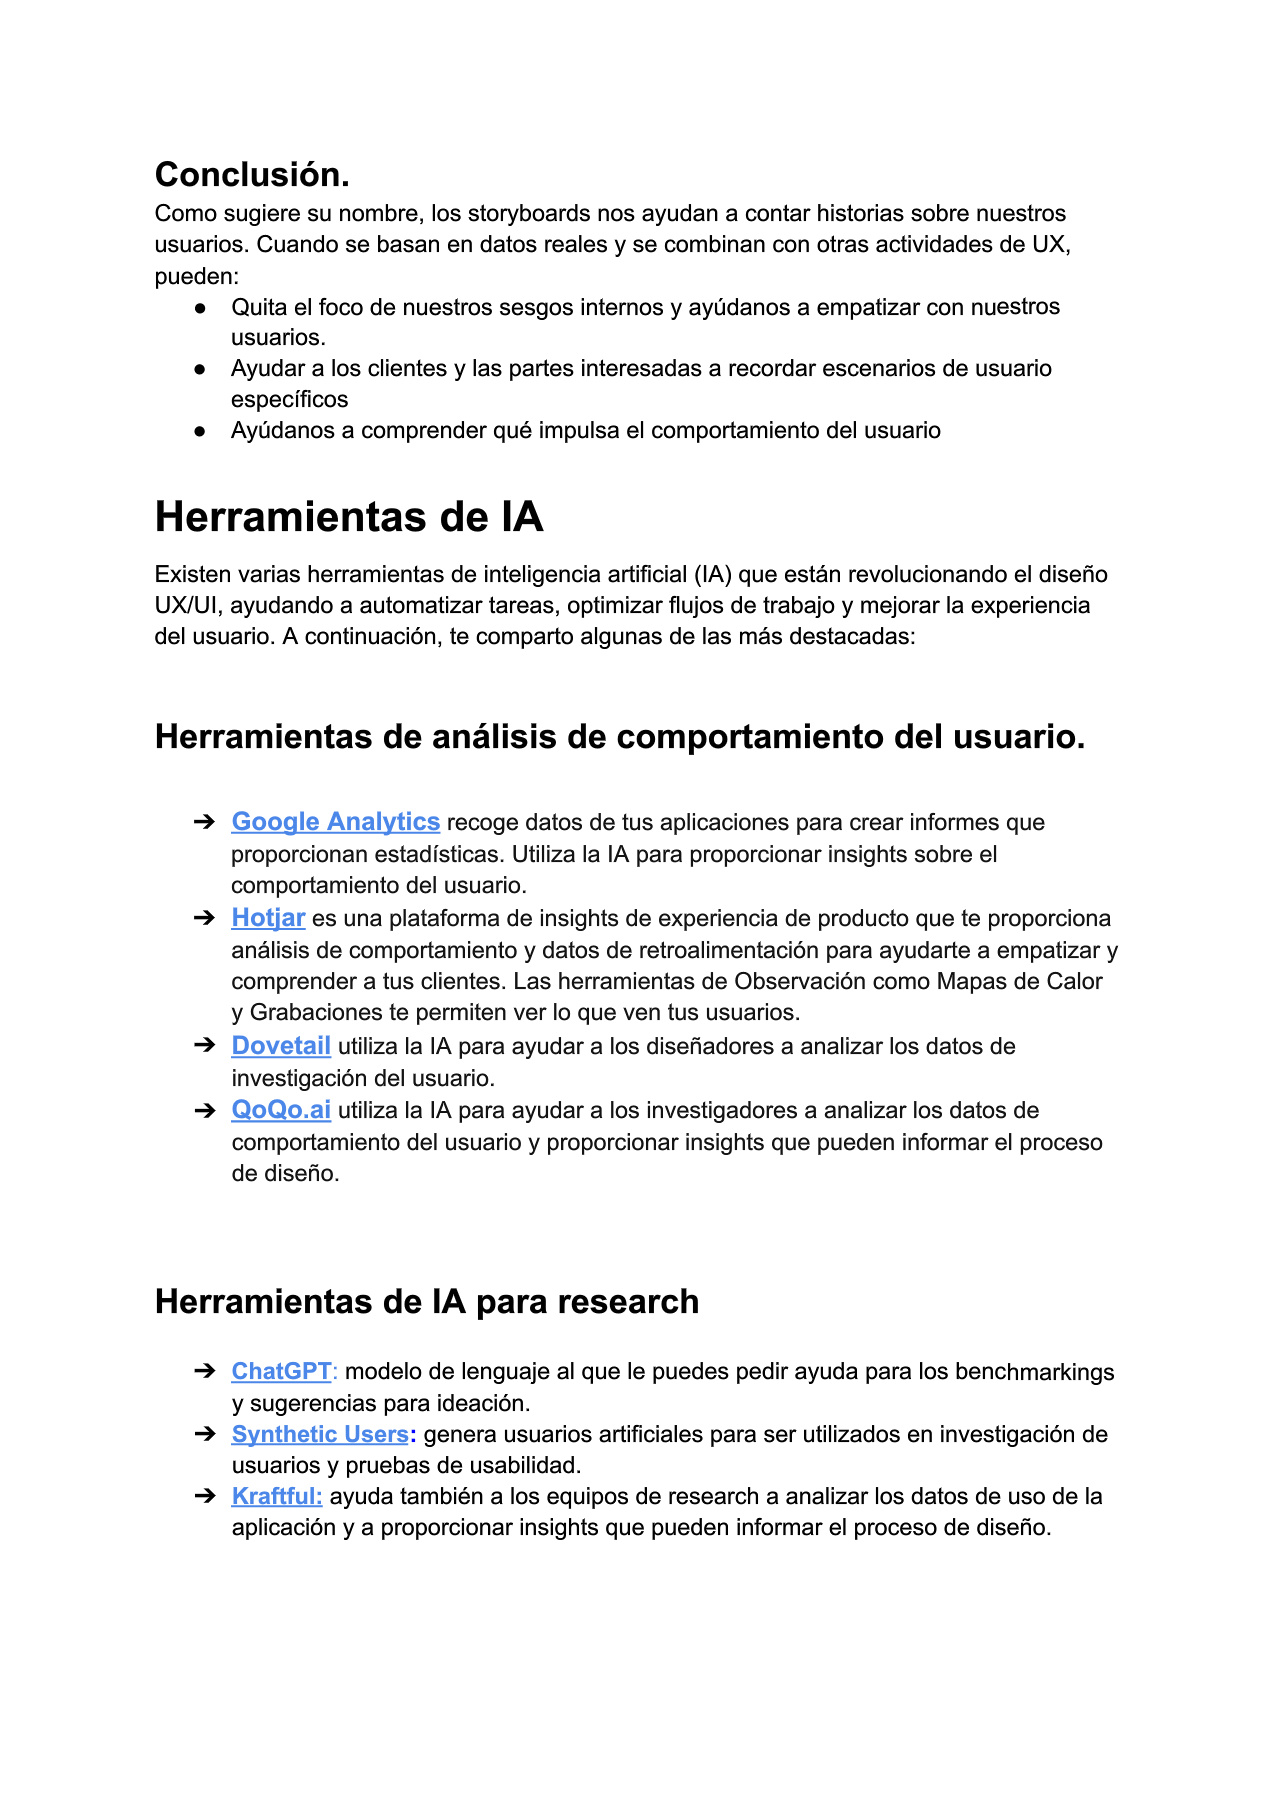 Conclusión.
Como sugiere su nombre, los storyboards nos ayudan a contar historias sobre nuestros
usuarios. Cuando se basan en datos reales y se combinan con otras actividades de UX,
pueden:
● Quita el foco de nuestros sesgos internos y ayúdanos a empatizar con nuestros
usuarios.
● Ayudar a los clientes y las partes interesadas a recordar escenarios de usuario
específicos
● Ayúdanos a comprender qué impulsa el comportamiento del usuario
Herramientas de IA
Existen varias herramientas de inteligencia artificial (IA) que están revolucionando el diseño
UX/UI, ayudando a automatizar tareas, optimizar flujos de trabajo y mejorar la experiencia
del usuario. A continuación, te comparto algunas de las más destacadas:
Herramientas de análisis de comportamiento del usuario.
➔ Google Analytics recoge datos de tus aplicaciones para crear informes que
proporcionan estadísticas. Utiliza la IA para proporcionar insights sobre el
comportamiento del usuario.
➔ Hotjar es una plataforma de insights de experiencia de producto que te proporciona
análisis de comportamiento y datos de retroalimentación para ayudarte a empatizar y
comprender a tus clientes. Las herramientas de Observación como Mapas de Calor
y Grabaciones te permiten ver lo que ven tus usuarios.
➔ Dovetail utiliza la IA para ayudar a los diseñadores a analizar los datos de
investigación del usuario.
➔ QoQo.ai utiliza la IA para ayudar a los investigadores a analizar los datos de
comportamiento del usuario y proporcionar insights que pueden informar el proceso
de diseño.
Herramientas de IA para research
➔ ChatGPT: modelo de lenguaje al que le puedes pedir ayuda para los benchmarkings
y sugerencias para ideación.
➔ Synthetic Users: genera usuarios artificiales para ser utilizados en investigación de
usuarios y pruebas de usabilidad.
➔ Kraftful: ayuda también a los equipos de research a analizar los datos de uso de la
aplicación y a proporcionar insights que pueden informar el proceso de diseño.